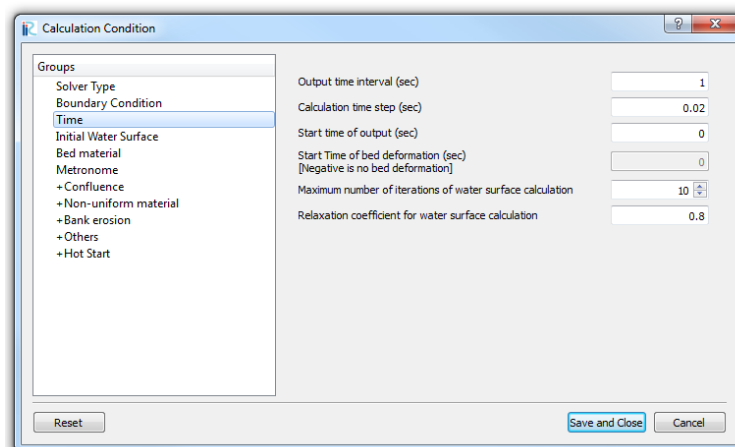 Calculation Condition
Groups
Solver Type
Boundary Condition
Time
Initial Water Surface
Bed material
Metronome
+Confluence
+Non-uniform material
+Bank erosion
+Others
+Hot Start
Output time interval (sec) 1
Calculation time step (sec) 0.02
Start time of output (sec) 0
Start Time of bed deformation (sec) 0
[Negative is no bed deformation]
Maximum number of iterations of water surface calculation 10
Relaxation coefficient for water surface calculation 0.8
Reset Save and Close Cancel